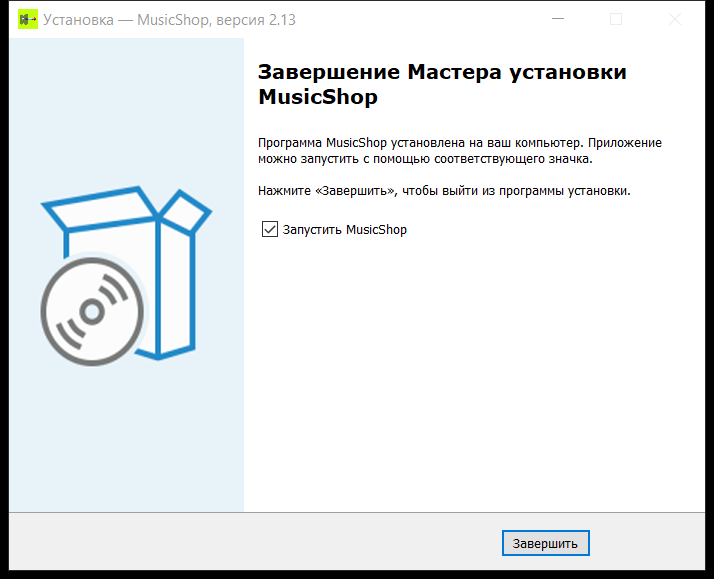 Установка — MusicShop, версия 2.13
Завершение Мастера установки
MusicShop
Программа MusicShop установлена на ваш компьютер. Приложение
можно запустить с помощью соответствующего значка.
Нажмите «Завершить», чтобы выйти из программы установки.
Запустить MusicShop
Завершить